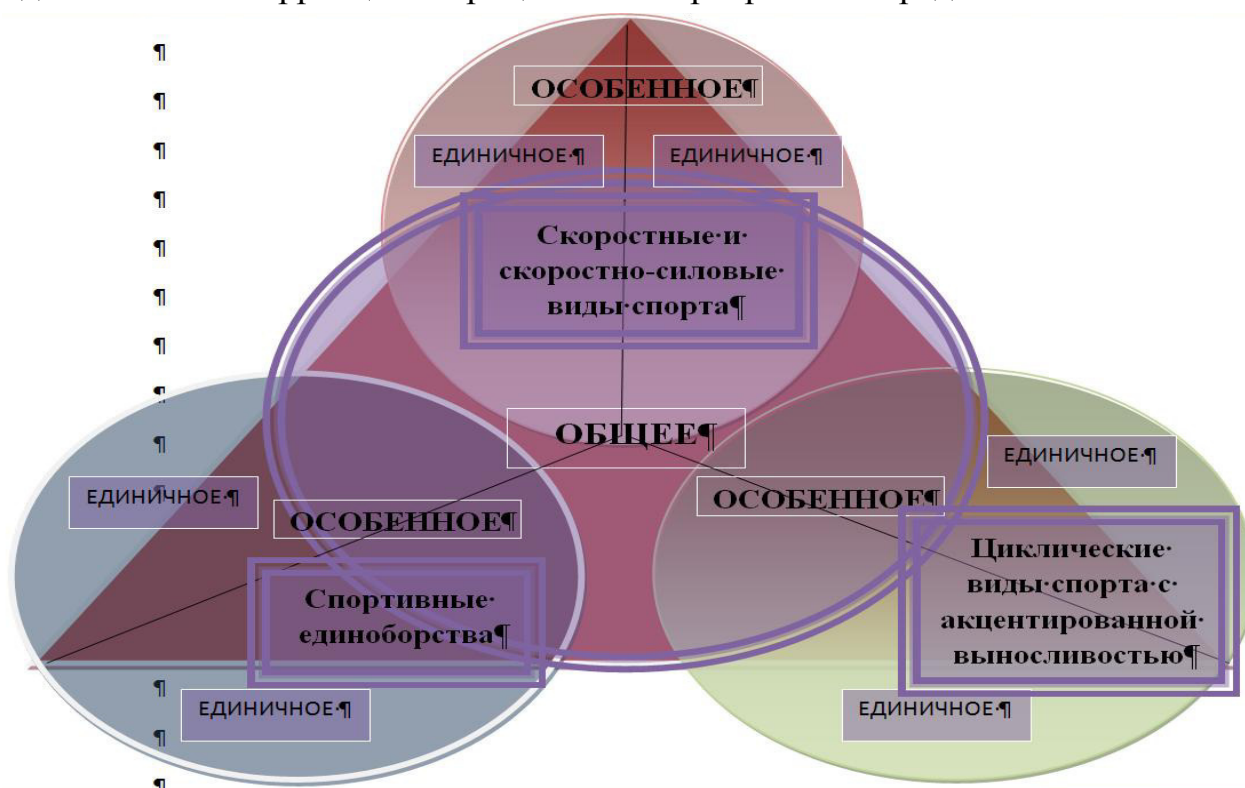 ¶
¶
ОСОБЕННОЕ¶
¶
ЕДИНИЧНОЕ·¶
ЕДИНИЧНОЕ·¶
¶
¶
Скоростные·и·
скоростно-силовые·
виды·спорта¶
¶
¶
¶
¶
ОБЩЕЕ¶
ЕДИНИЧНОЕ·¶
¶
ОСОБЕННОЕ¶
Спортивные·
единоборства¶
ЕДИНИЧНОЕ·¶
ЕДИНИЧНОЕ·¶
ОСОБЕННОЕ¶
Циклические·
виды·спорта·с·
акцентированной·
выносливостью¶
ЕДИНИЧНОЕ·¶
¶
¶
¶